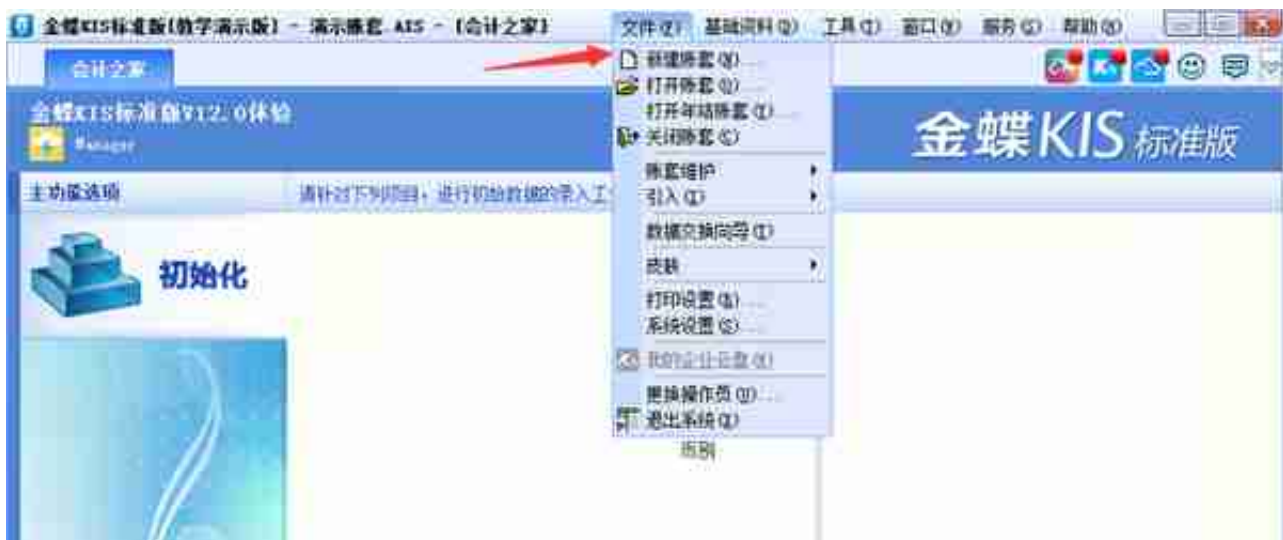 金蝶KIS标准版(教学演示版) - 演示账套.AIS - [会计之家]
文件(F) 基础资料(D) 工具(T) 窗口(W) 服务(S) 帮助(H)
会计之家
新建账套(N)...
打开账套(O)...
打开年结账套(Y)...
关闭账套(C)
账套维护
引入(I)
数据交换向导(T)
皮肤
打印设置(R)...
系统设置(S)...
我的企业云盘(K)
更换操作员(U)...
退出系统(X)
金蝶KIS标准版V12.0体验
Manager
金蝶KIS 标准版
主功能选项
请针对下列项目，进行初始数据的录入工
初始化
币别